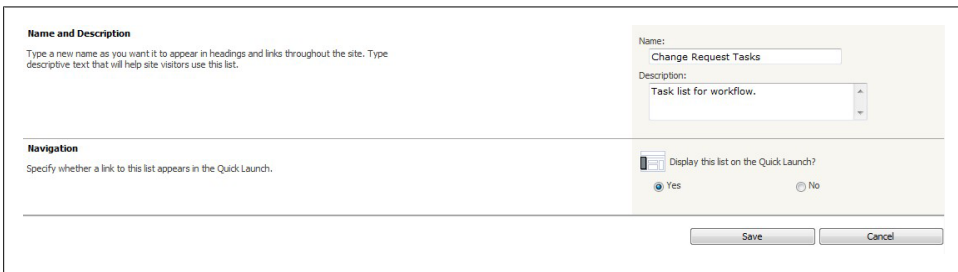 Name and Description
Type a new name as you want it to appear in headings and links throughout the site. Type
descriptive text that will help site visitors use this list.
Name:
Change Request Tasks
Description:
Task list for workflow.
Navigation
Specify whether a link to this list appears in the Quick Launch.
Display this list on the Quick Launch?
Yes No
Save Cancel